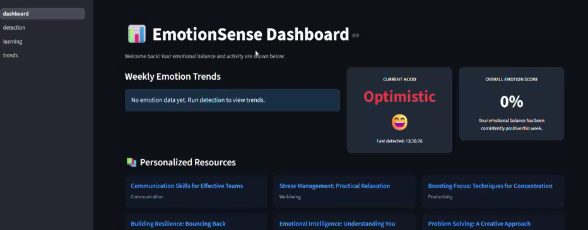 dashboard
detection
learning
trends
EmotionSense Dashboard
Welcome back! Your emotional balance and activity are shown below.
Weekly Emotion Trends
No emotion data yet. Run detection to view trends.
CURRENT MOOD
Optimistic
Last detected:
OVERALL EMOTION SCORE
0%
Your emotional balance has been
consistently positive this week.
Personalized Resources
Communication Skills for Effective Teams
Communication
Stress Management: Practical Relaxation
Well-being
Boosting Focus: Techniques for Concentration
Productivity
Building Resilience: Bouncing Back
Emotional Intelligence: Understanding You
Problem Solving: A Creative Approach